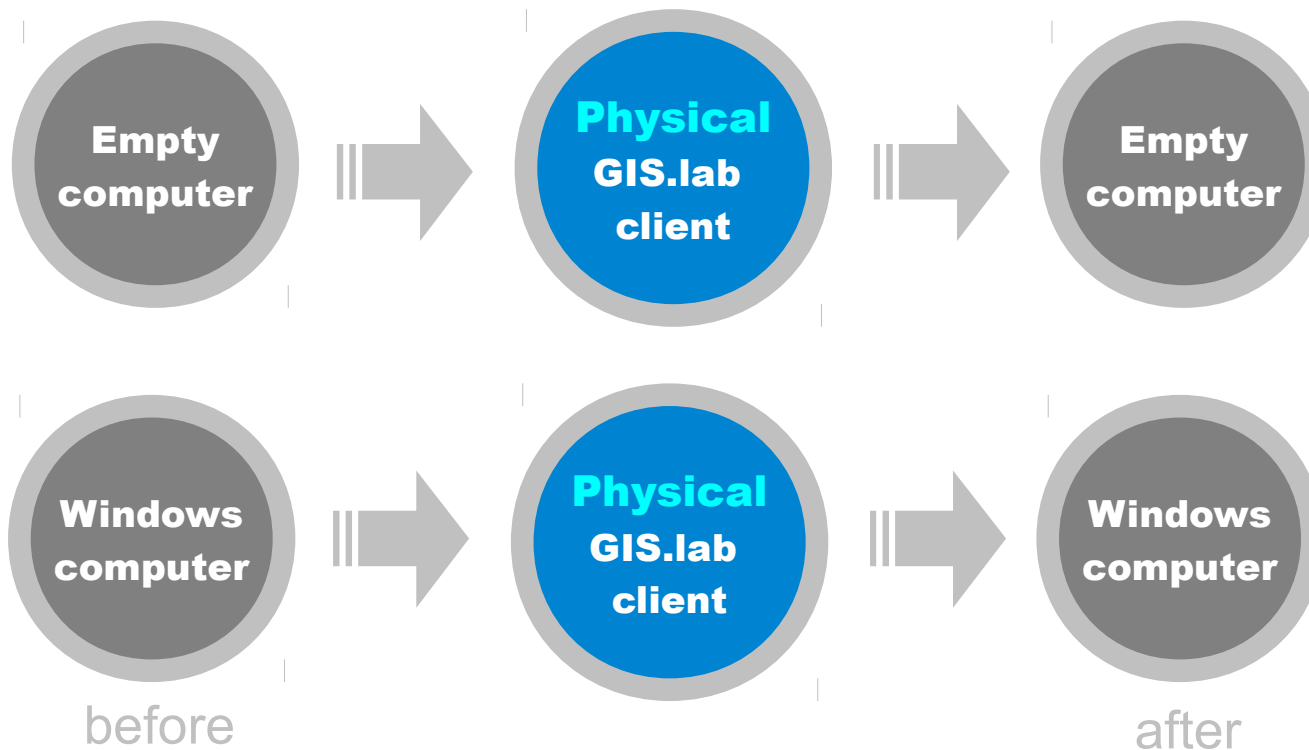 Empty
computer
Physical
GIS.lab
client
Empty
computer
Windows
computer
Physical
GIS.lab
client
Windows
computer
before
after